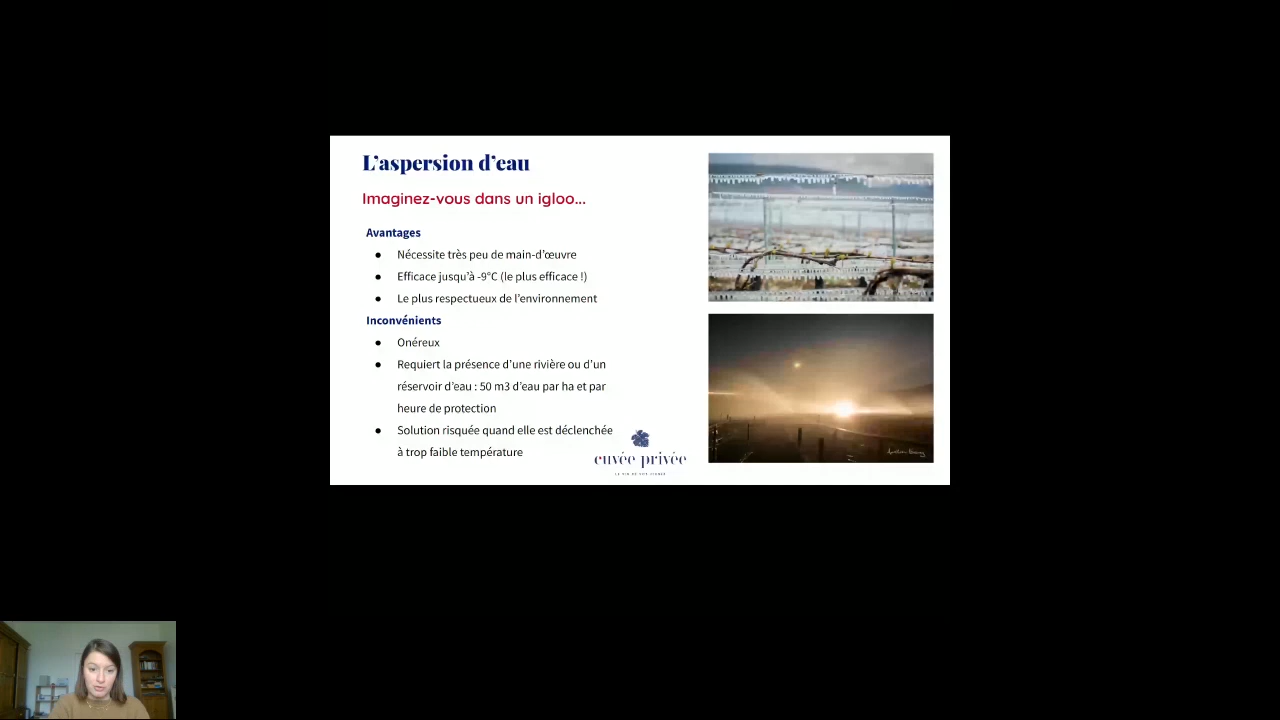 L'aspersion d'eau
Imaginez-vous dans un igloo...
Avantages
● Nécessite très peu de main-d'œuvre
● Efficace jusqu'à -9°C (le plus efficace !)
● Le plus respectueux de l'environnement
Inconvénients
● Onéreux
● Requiert la présence d'une rivière ou d'un
réservoir d'eau : 50 m3 d'eau par ha et par
heure de protection
● Solution risquée quand elle est déclenchée
à trop faible température
cuvée privée